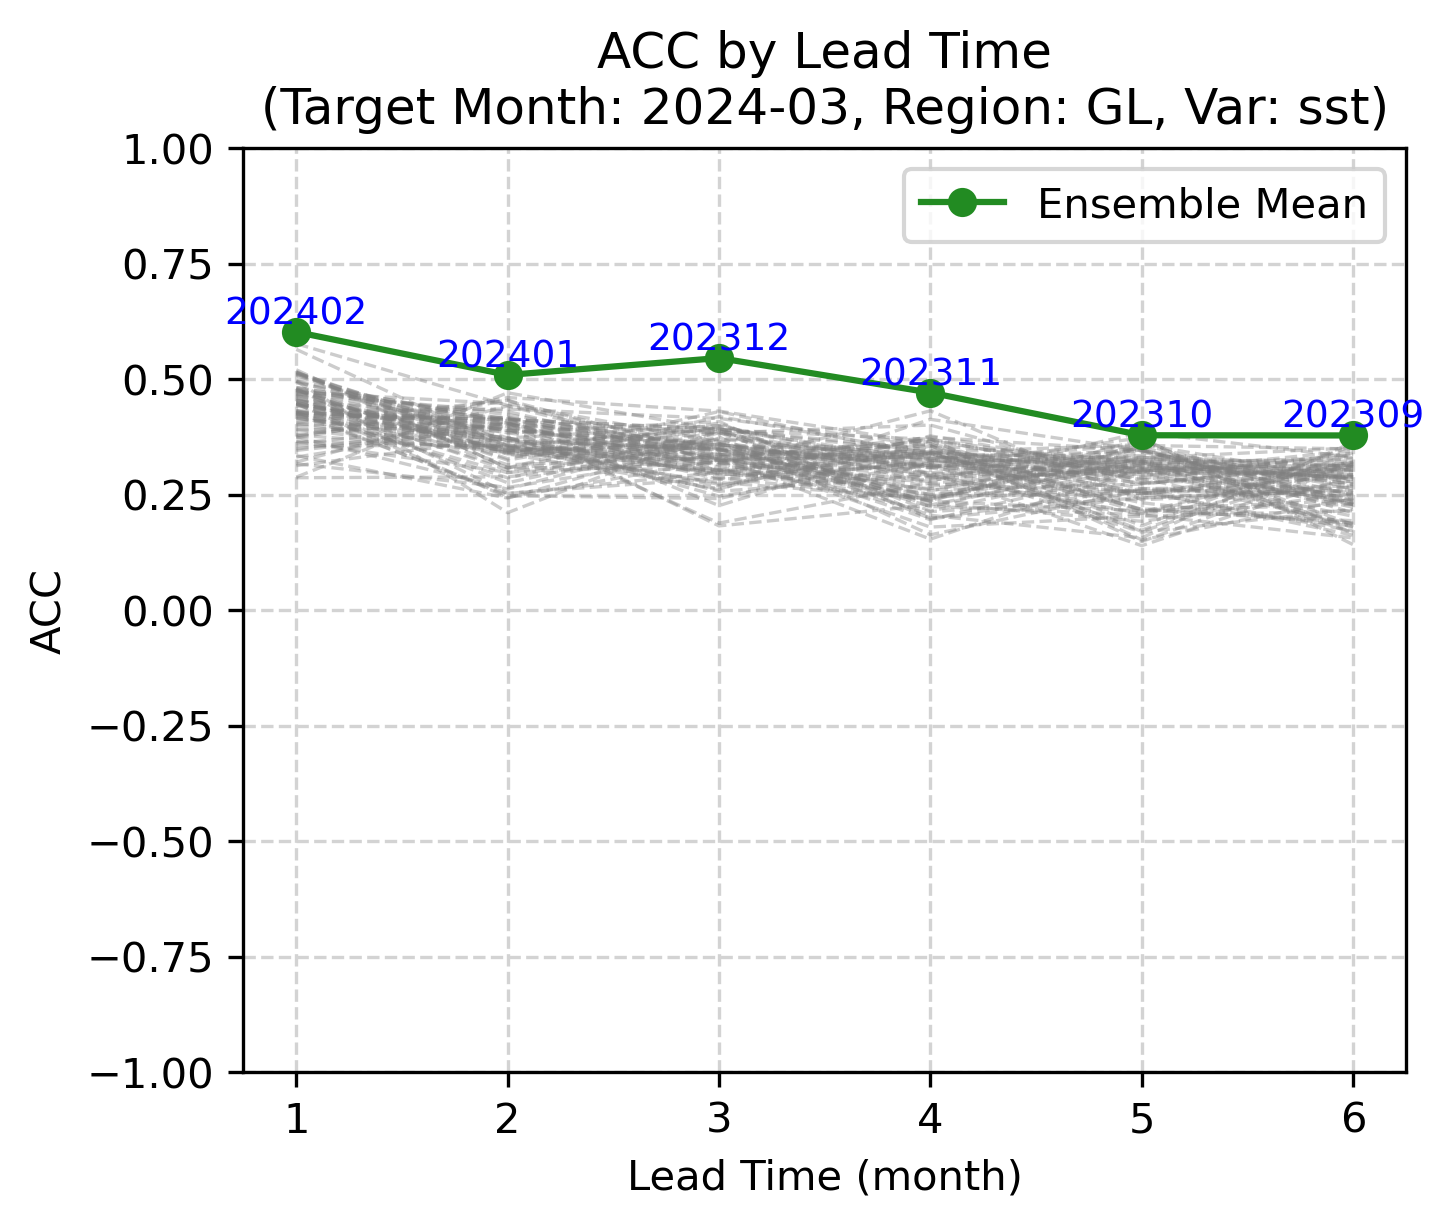 ACC by Lead Time
(Target Month: 2024-03, Region: GL, Var: sst)
Ensemble Mean
1.00
0.75
0.50
0.25
0.00
−0.25
−0.50
−0.75
−1.00
ACC
202402
202401
202312
202311
202310
202309
1 2 3 4 5 6
Lead Time (month)